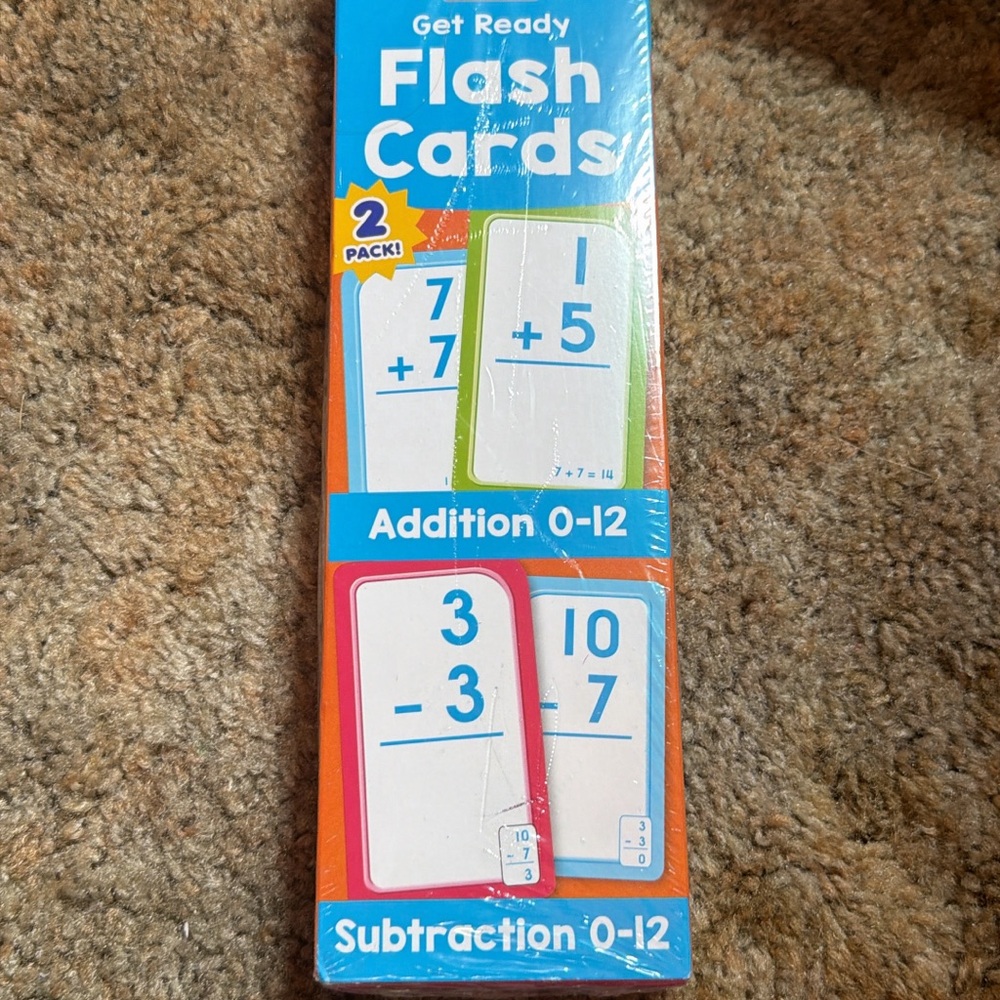 Get Ready
Flash
Cards
2
PACK!
7
+ 7
1
1
+ 5
7 + 7 = 14
Addition 0-12
3
- 3
10
- 7
3
10
- 7
3
- 3
0
Subtraction 0-12